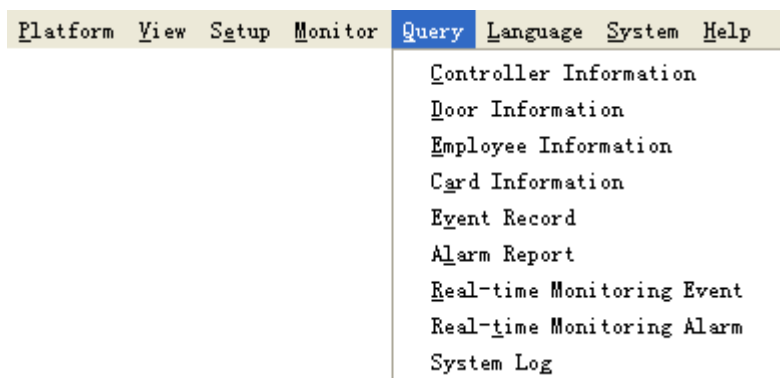 Platform View Setup Monitor Query Language System Help
Controller Information
Door Information
Employee Information
Card Information
Event Record
Alarm Report
Real-time Monitoring Event
Real-time Monitoring Alarm
System Log